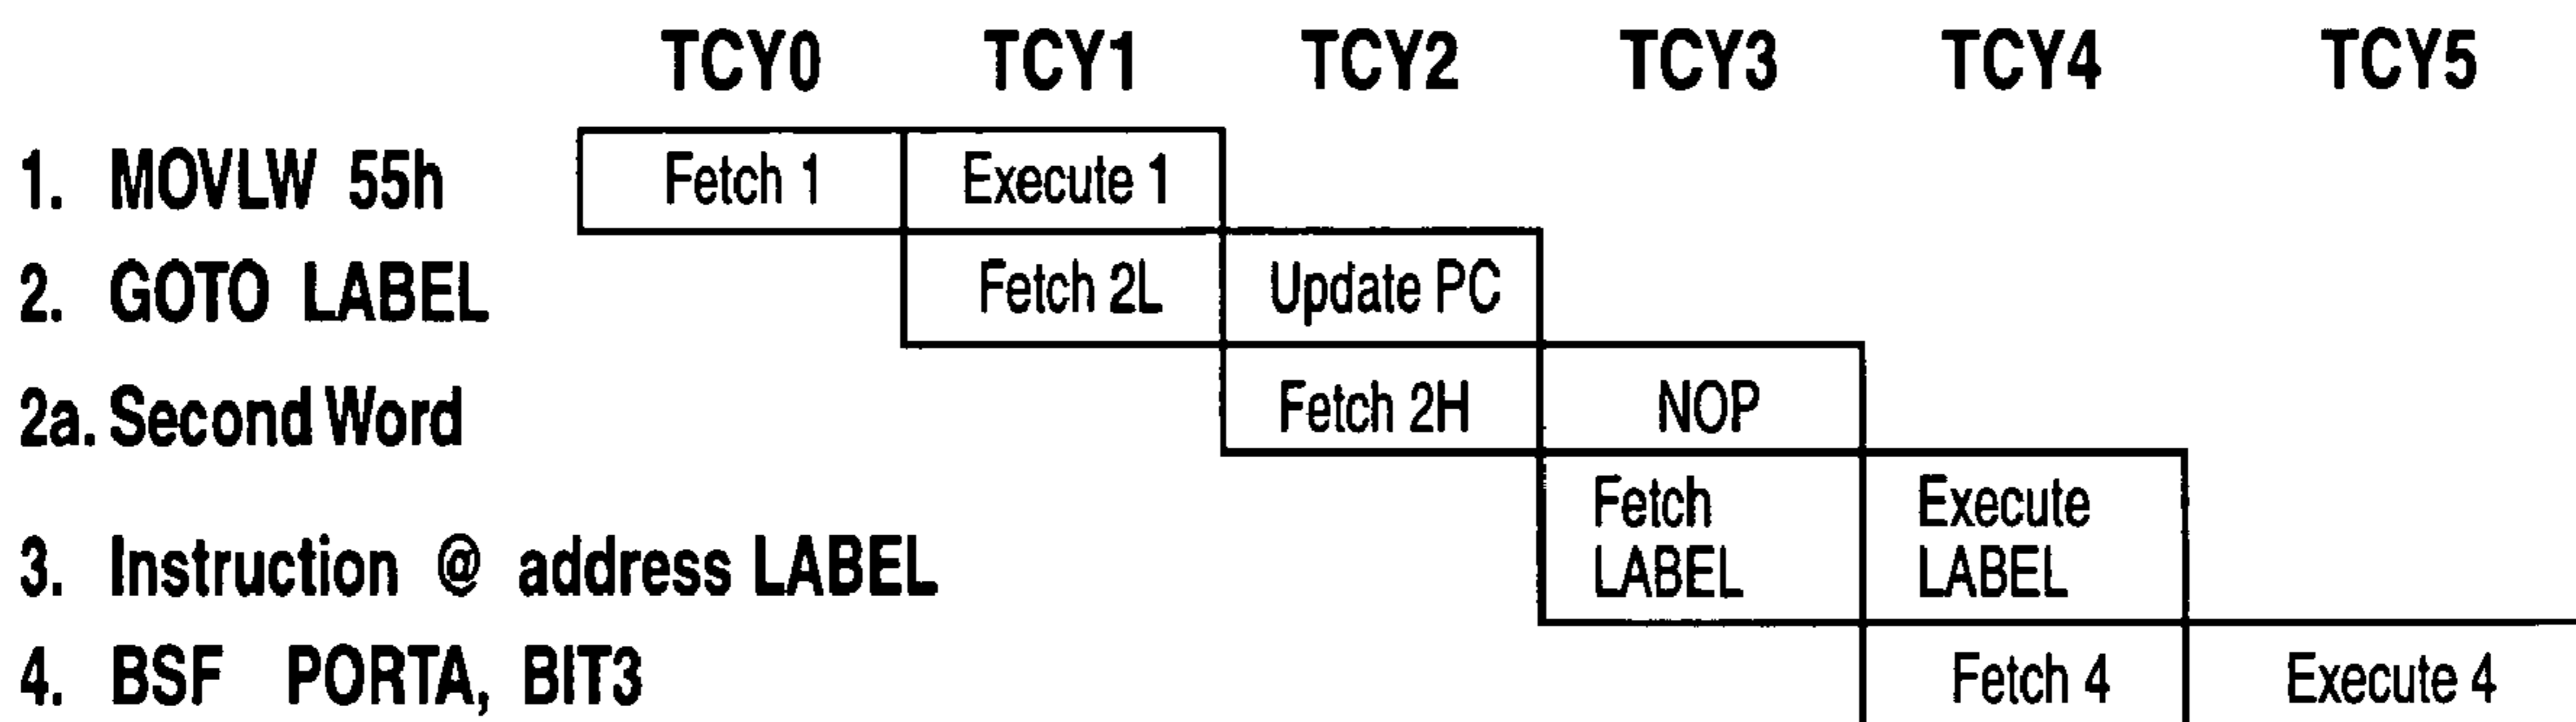 TCY0 TCY1 TCY2 TCY3 TCY4 TCY5
1. MOVLW 55h Fetch 1 Execute 1
2. GOTO LABEL Fetch 2L Update PC
2a. Second Word Fetch 2H NOP
Fetch Execute
3. Instruction @ address LABEL LABEL LABEL
4. BSF PORTA, BIT3 Fetch 4 Execute 4